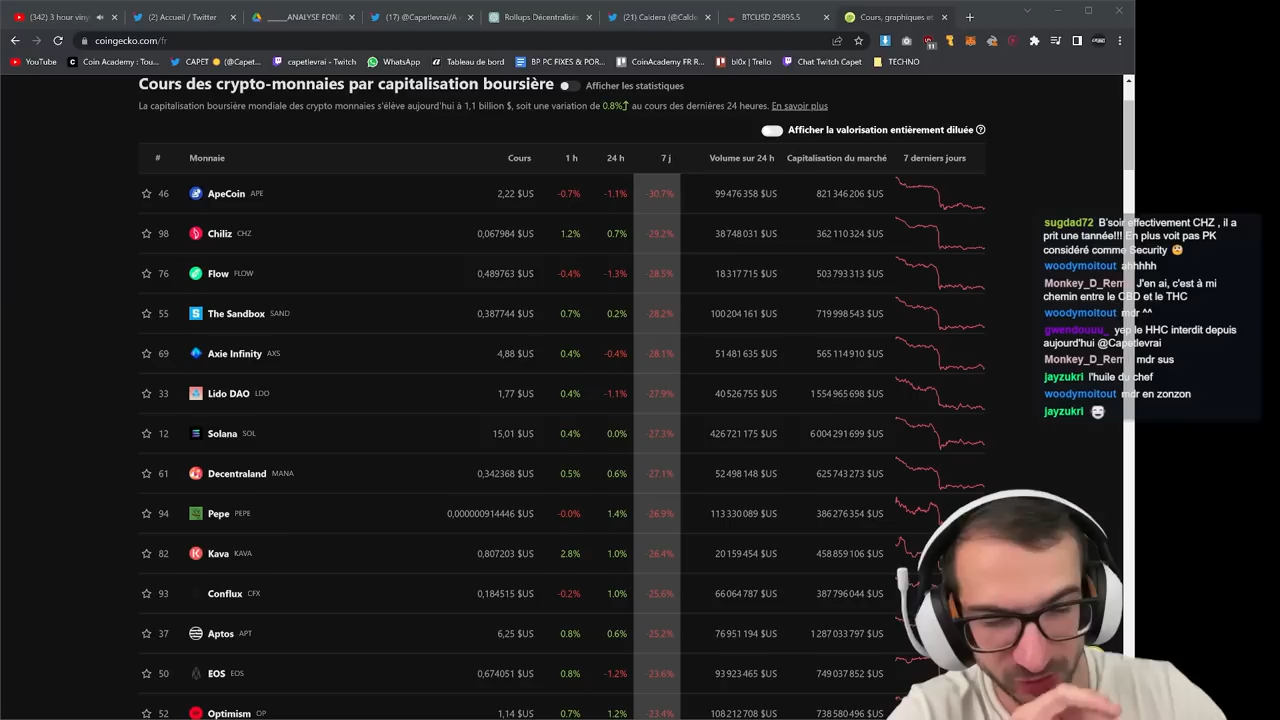 (342) 3 hour viny
(2) Accueil / Twitter
_____ANALYSE FOND
(17) @Capetlevrai/A
Rollups Décentralisés
(21) Caldera (@Calde
BTCUSD 25895.5
Cours, graphiques et
coingecko.com/fr
11
YouTube
Coin Academy : Tou...
CAPET (@Capet...
capetlevrai - Twitch
WhatsApp
Tableau de bord
BP PC FIXES & POR...
CoinAcademy FR R...
bl0x | Trello
Chat Twitch Capet
TECHNO
Cours des crypto-monnaies par capitalisation boursière
Afficher les statistiques
La capitalisation boursière mondiale des crypto monnaies s'élève aujourd'hui à 1,1 billion $, soit une variation de 0.8% au cours des dernières 24 heures. En savoir plus
Afficher la valorisation entièrement diluée
# Monnaie Cours 1 h 24 h 7 j Volume sur 24 h Capitalisation du marché 7 derniers jours
46 ApeCoin APE 2,22 $US -0.7% -1.1% -30.7% 99 476 358 $US 821 346 206 $US
98 Chiliz CHZ 0,067984 $US 1.2% 0.7% -29.2% 38 748 031 $US 362 110 324 $US
76 Flow FLOW 0,489763 $US -0.4% -1.3% -28.5% 18 317 715 $US 503 793 313 $US
55 The Sandbox SAND 0,387744 $US 0.7% 0.2% -28.2% 100 204 161 $US 719 998 543 $US
69 Axie Infinity AXS 4,88 $US 0.4% -0.4% -28.1% 51 481 635 $US 565 114 910 $US
33 Lido DAO LDO 1,77 $US 0.4% -1.1% -27.9% 40 526 755 $US 1 554 965 698 $US
12 Solana SOL 15,01 $US 0.4% 0.0% -27.3% 426 721 175 $US 6 004 291 699 $US
61 Decentraland MANA 0,342368 $US 0.5% 0.6% -27.1% 52 498 148 $US 625 743 273 $US
94 Pepe PEPE 0,000000914446 $US -0.0% 1.4% -26.9% 113 330 089 $US 386 276 354 $US
82 Kava KAVA 0,807203 $US 2.8% 1.0% -26.4% 20 159 454 $US 458 859 106 $US
93 Conflux CFX 0,184515 $US -0.2% 1.0% -25.6% 66 064 787 $US 387 796 044 $US
37 Aptos APT 6,25 $US 0.8% 0.6% -25.2% 76 951 194 $US 1 287 033 797 $US
50 EOS EOS 0,674051 $US 0.8% -1.2% -23.6% 93 923 465 $US 749 037 852 $US
52 Optimism OP 1,14 $US 0.7% 1.2% -23.4% 108 212 708 $US 738 580 496 $US
sugdad72 B'soir effectivement CHZ , il a
prit une tannée!!! En plus voit pas PK
considéré comme Security
woodymoitout ahhhhh
Monkey_D_Rem J'en ai, c'est à mi
chemin entre le CBD et le THC
woodymoitout mdr ^^
gwendouuu_ yep le HHC interdit depuis
aujourd'hui @Capetlevrai
Monkey_D_Rem mdr sus
jayzukri l'huile du chef
woodymoitout mdr en zonzon
jayzukri